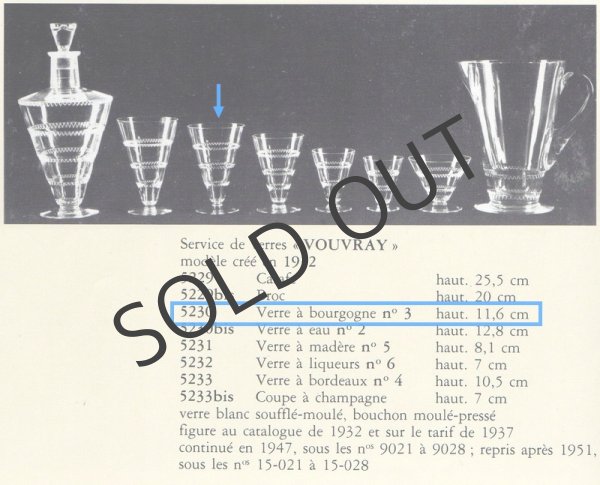 SOLD OUT
Service de verres « VOUVRAY »
modèle créé en 1932
5229 Carafe haut. 25,5 cm
5229bis Broc haut. 20 cm
5230 Verre à bourgogne nº 3 haut. 11,6 cm
5230bis Verre à eau nº 2 haut. 12,8 cm
5231 Verre à madère nº 5 haut. 8,1 cm
5232 Verre à liqueurs nº 6 haut. 7 cm
5233 Verre à bordeaux nº 4 haut. 10,5 cm
5233bis Coupe à champagne haut. 7 cm
verre blanc soufflé-moulé, bouchon moulé-pressé
figure au catalogue de 1932 et sur le tarif de 1937
continué en 1947, sous les nos 9021 à 9028 ; repris après 1951,
sous les nos 15-021 à 15-028